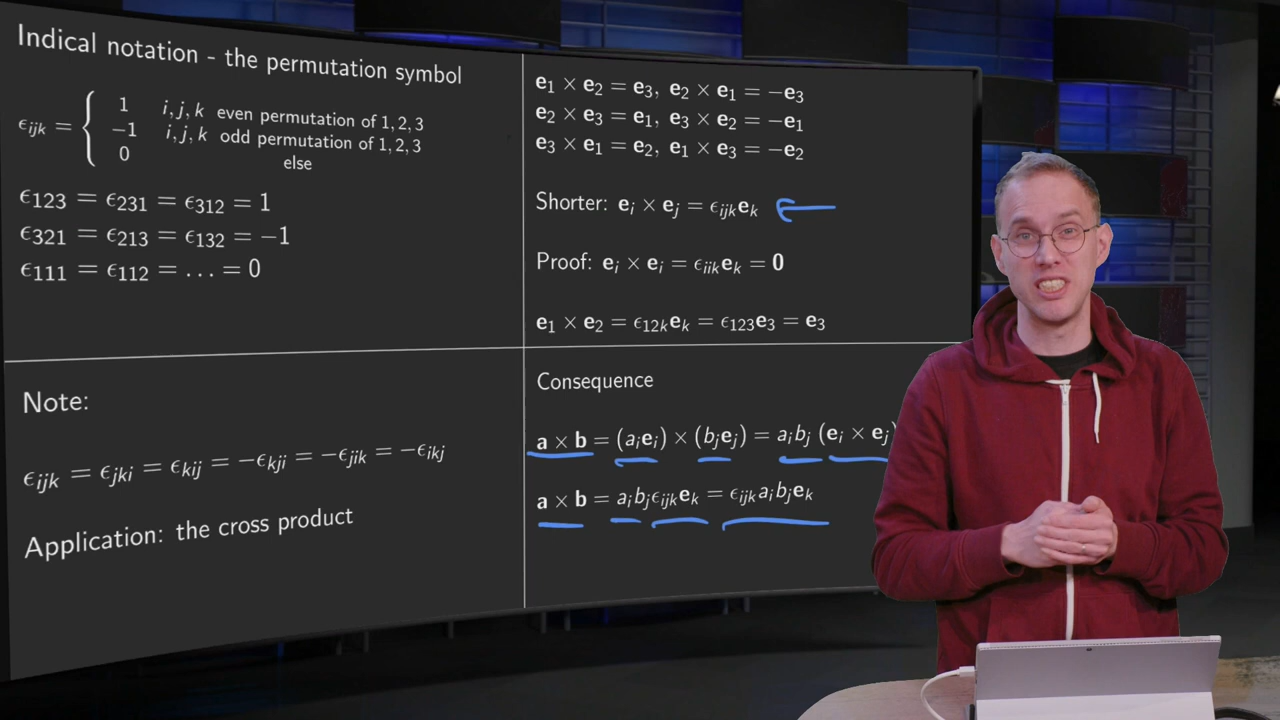 Indical notation - the permutation symbol
ϵᵢⱼₖ = { 1 i, j, k even permutation of 1, 2, 3
−1 i, j, k odd permutation of 1, 2, 3
0 else
ϵ₁₂₃ = ϵ₂₃₁ = ϵ₃₁₂ = 1
ϵ₃₂₁ = ϵ₂₁₃ = ϵ₁₃₂ = −1
ϵ₁₁₁ = ϵ₁₁₂ = … = 0
e₁ × e₂ = e₃, e₂ × e₁ = −e₃
e₂ × e₃ = e₁, e₃ × e₂ = −e₁
e₃ × e₁ = e₂, e₁ × e₃ = −e₂
Shorter: eᵢ × eⱼ = ϵᵢⱼₖeₖ
Proof: eᵢ × eᵢ = ϵᵢᵢₖeₖ = 0
e₁ × e₂ = ϵ₁₂ₖeₖ = ϵ₁₂₃e₃ = e₃
Note:
ϵᵢⱼₖ = ϵⱼₖᵢ = ϵₖᵢⱼ = −ϵₖⱼᵢ = −ϵⱼᵢₖ = −ϵᵢₖⱼ
Application: the cross product
Consequence
a × b = (aᵢeᵢ) × (bⱼeⱼ) = aᵢbⱼ (eᵢ × eⱼ)
a × b = aᵢbⱼϵᵢⱼₖeₖ = ϵᵢⱼₖaᵢbⱼeₖ